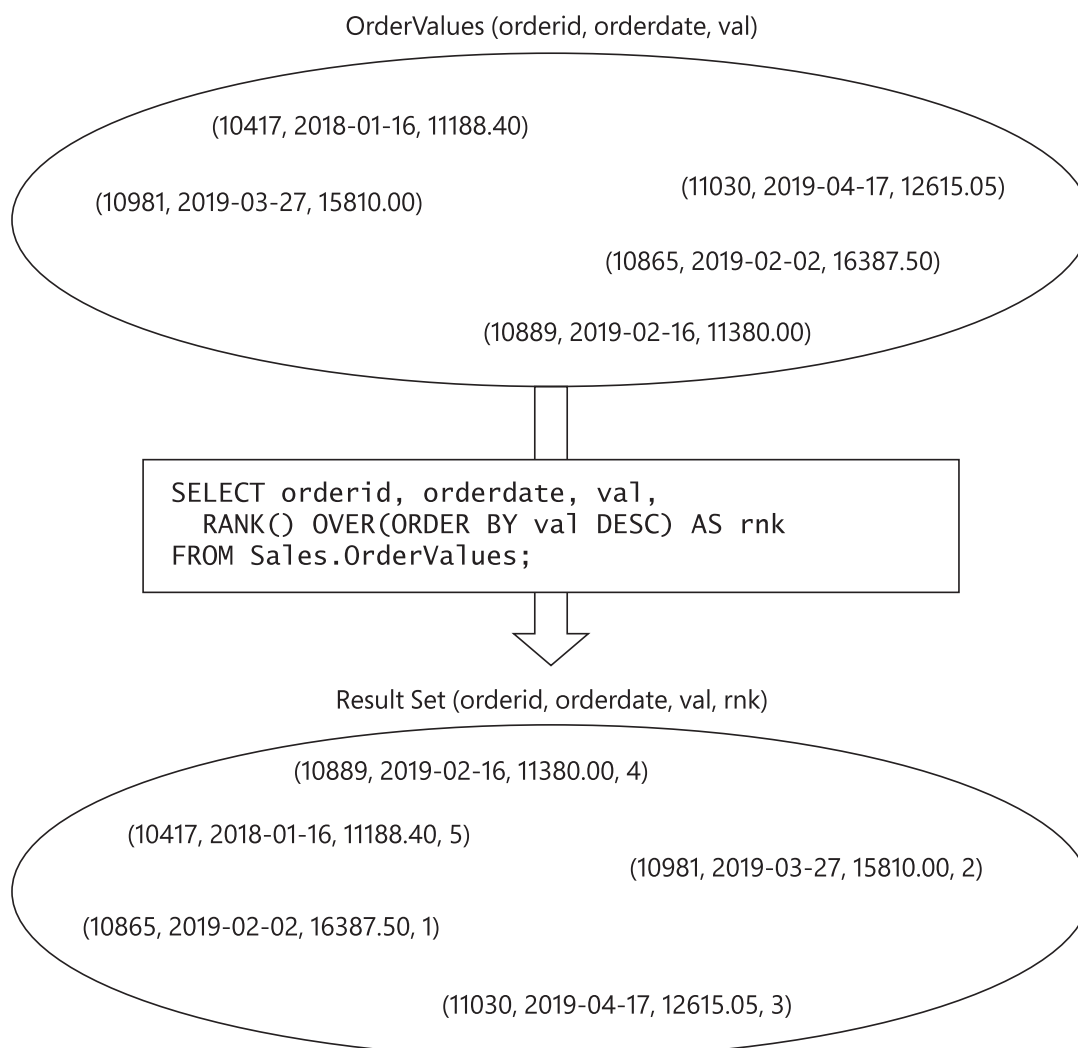 OrderValues (orderid, orderdate, val)
(10417, 2018-01-16, 11188.40)
(11030, 2019-04-17, 12615.05)
(10981, 2019-03-27, 15810.00)
(10865, 2019-02-02, 16387.50)
(10889, 2019-02-16, 11380.00)
SELECT orderid, orderdate, val,
  RANK() OVER(ORDER BY val DESC) AS rnk
FROM Sales.OrderValues;
Result Set (orderid, orderdate, val, rnk)
(10889, 2019-02-16, 11380.00, 4)
(10417, 2018-01-16, 11188.40, 5)
(10981, 2019-03-27, 15810.00, 2)
(10865, 2019-02-02, 16387.50, 1)
(11030, 2019-04-17, 12615.05, 3)